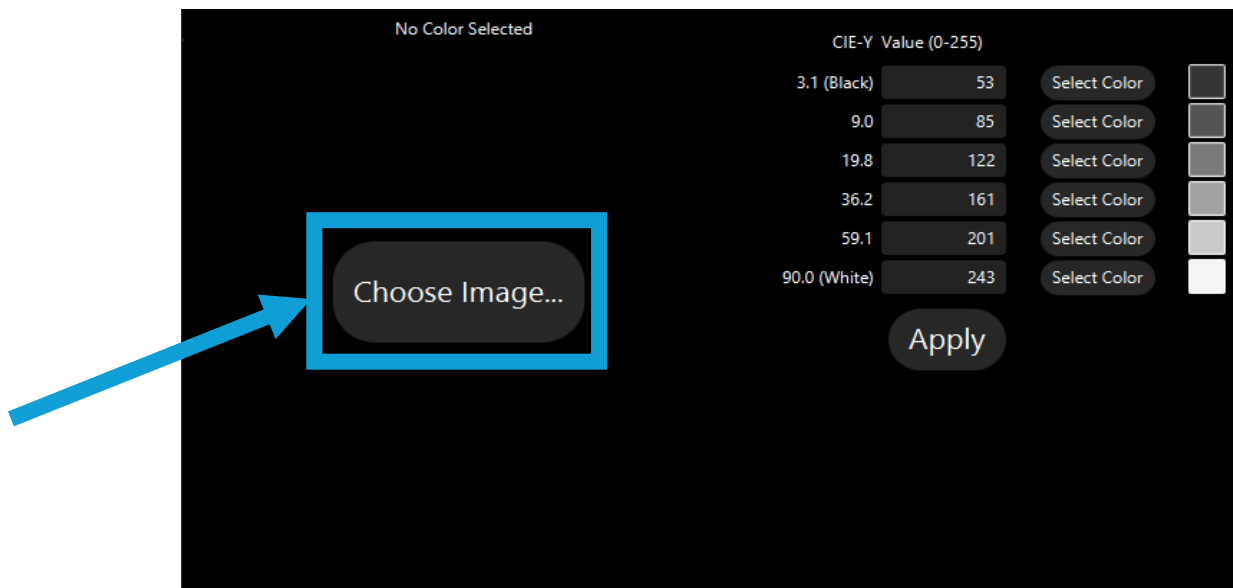 No Color Selected
CIE-Y Value (0-255)
3.1 (Black) 53 Select Color
9.0 85 Select Color
19.8 122 Select Color
36.2 161 Select Color
59.1 201 Select Color
90.0 (White) 243 Select Color
Choose Image...
Apply